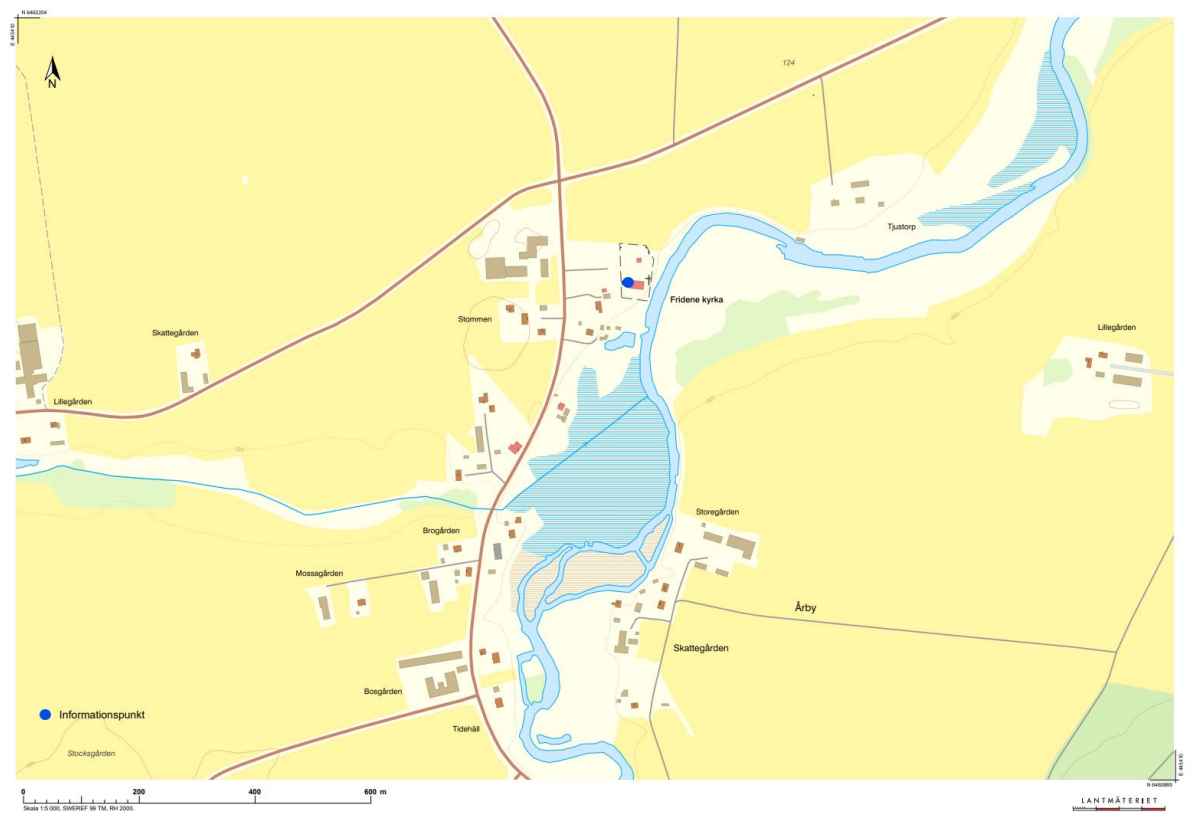 N 6462204
E 443410
N
124
Tjustorp
Fridene kyrka
Stommen
Skattegården
Lillegården
Lillegården
Storegården
Brogården
Mossagården
Årby
Skattegården
Bosgården
Informationspunkt
Tidehäll
Stocksgården
E 445410
N 6460889
0 200 400 600 m
Skala 1:5 000, SWEREF 99 TM, RH 2000.
LANTMÄTERIET